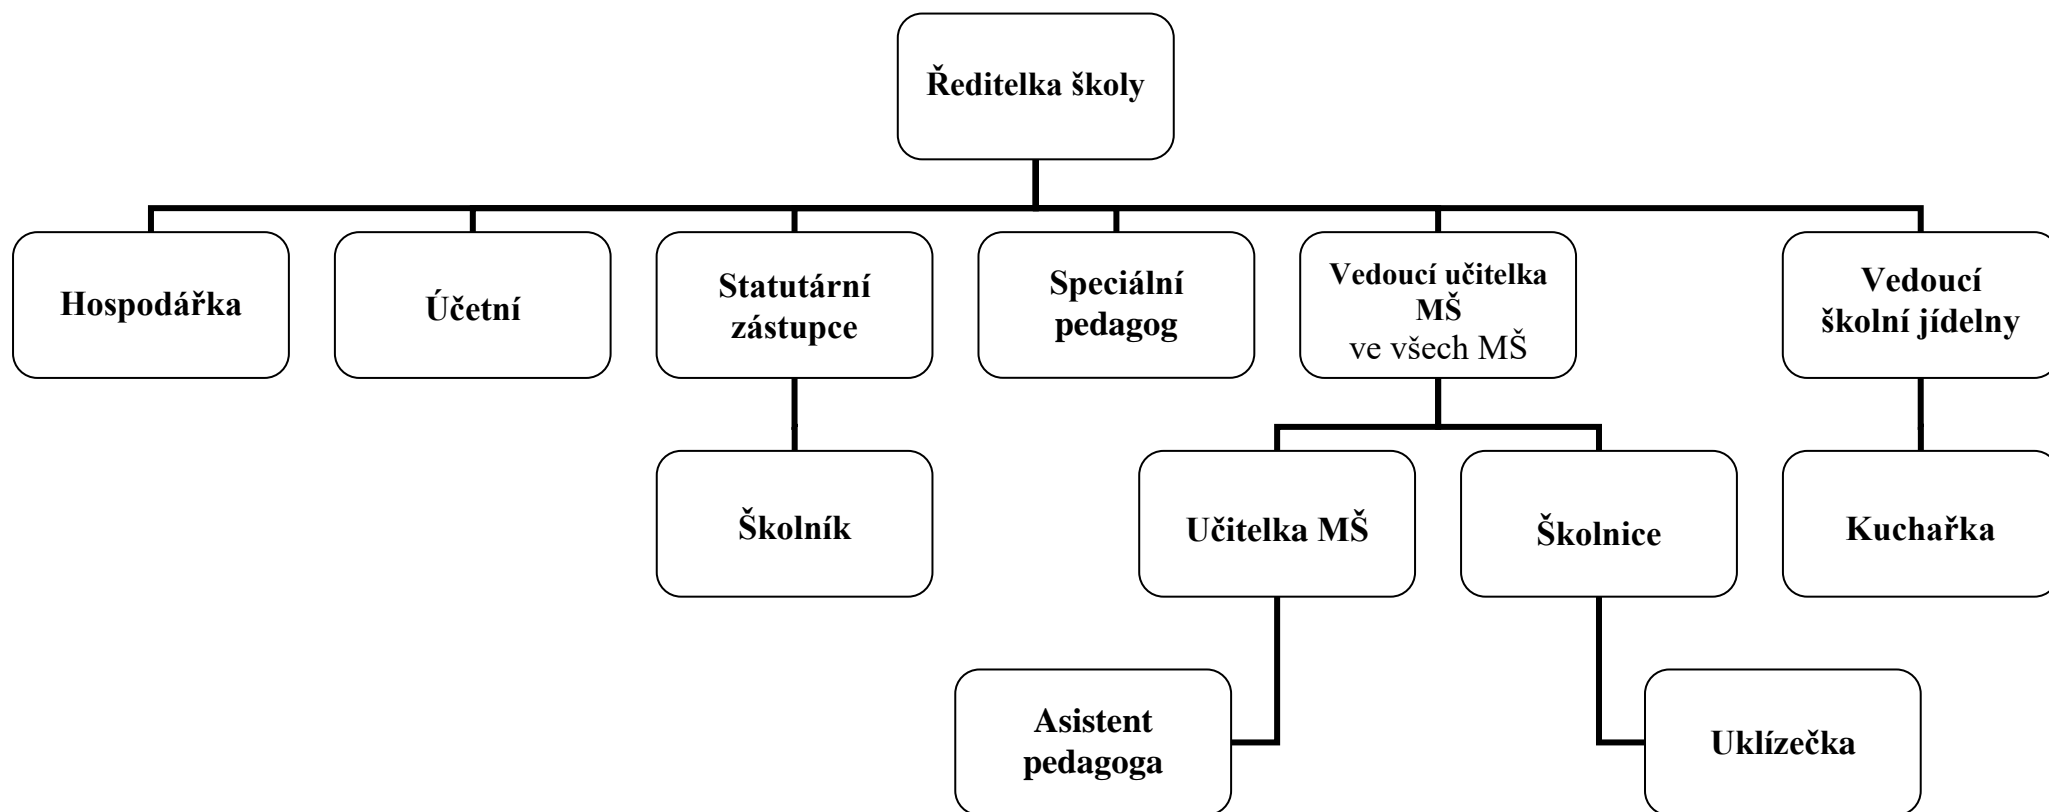 Ředitelka školy
Hospodářka
Účetní
Statutární
zástupce
Speciální
pedagog
Vedoucí učitelka
MŠ
ve všech MŠ
Vedoucí
školní jídelny
Školník
Učitelka MŠ
Školnice
Kuchařka
Asistent
pedagoga
Uklízečka